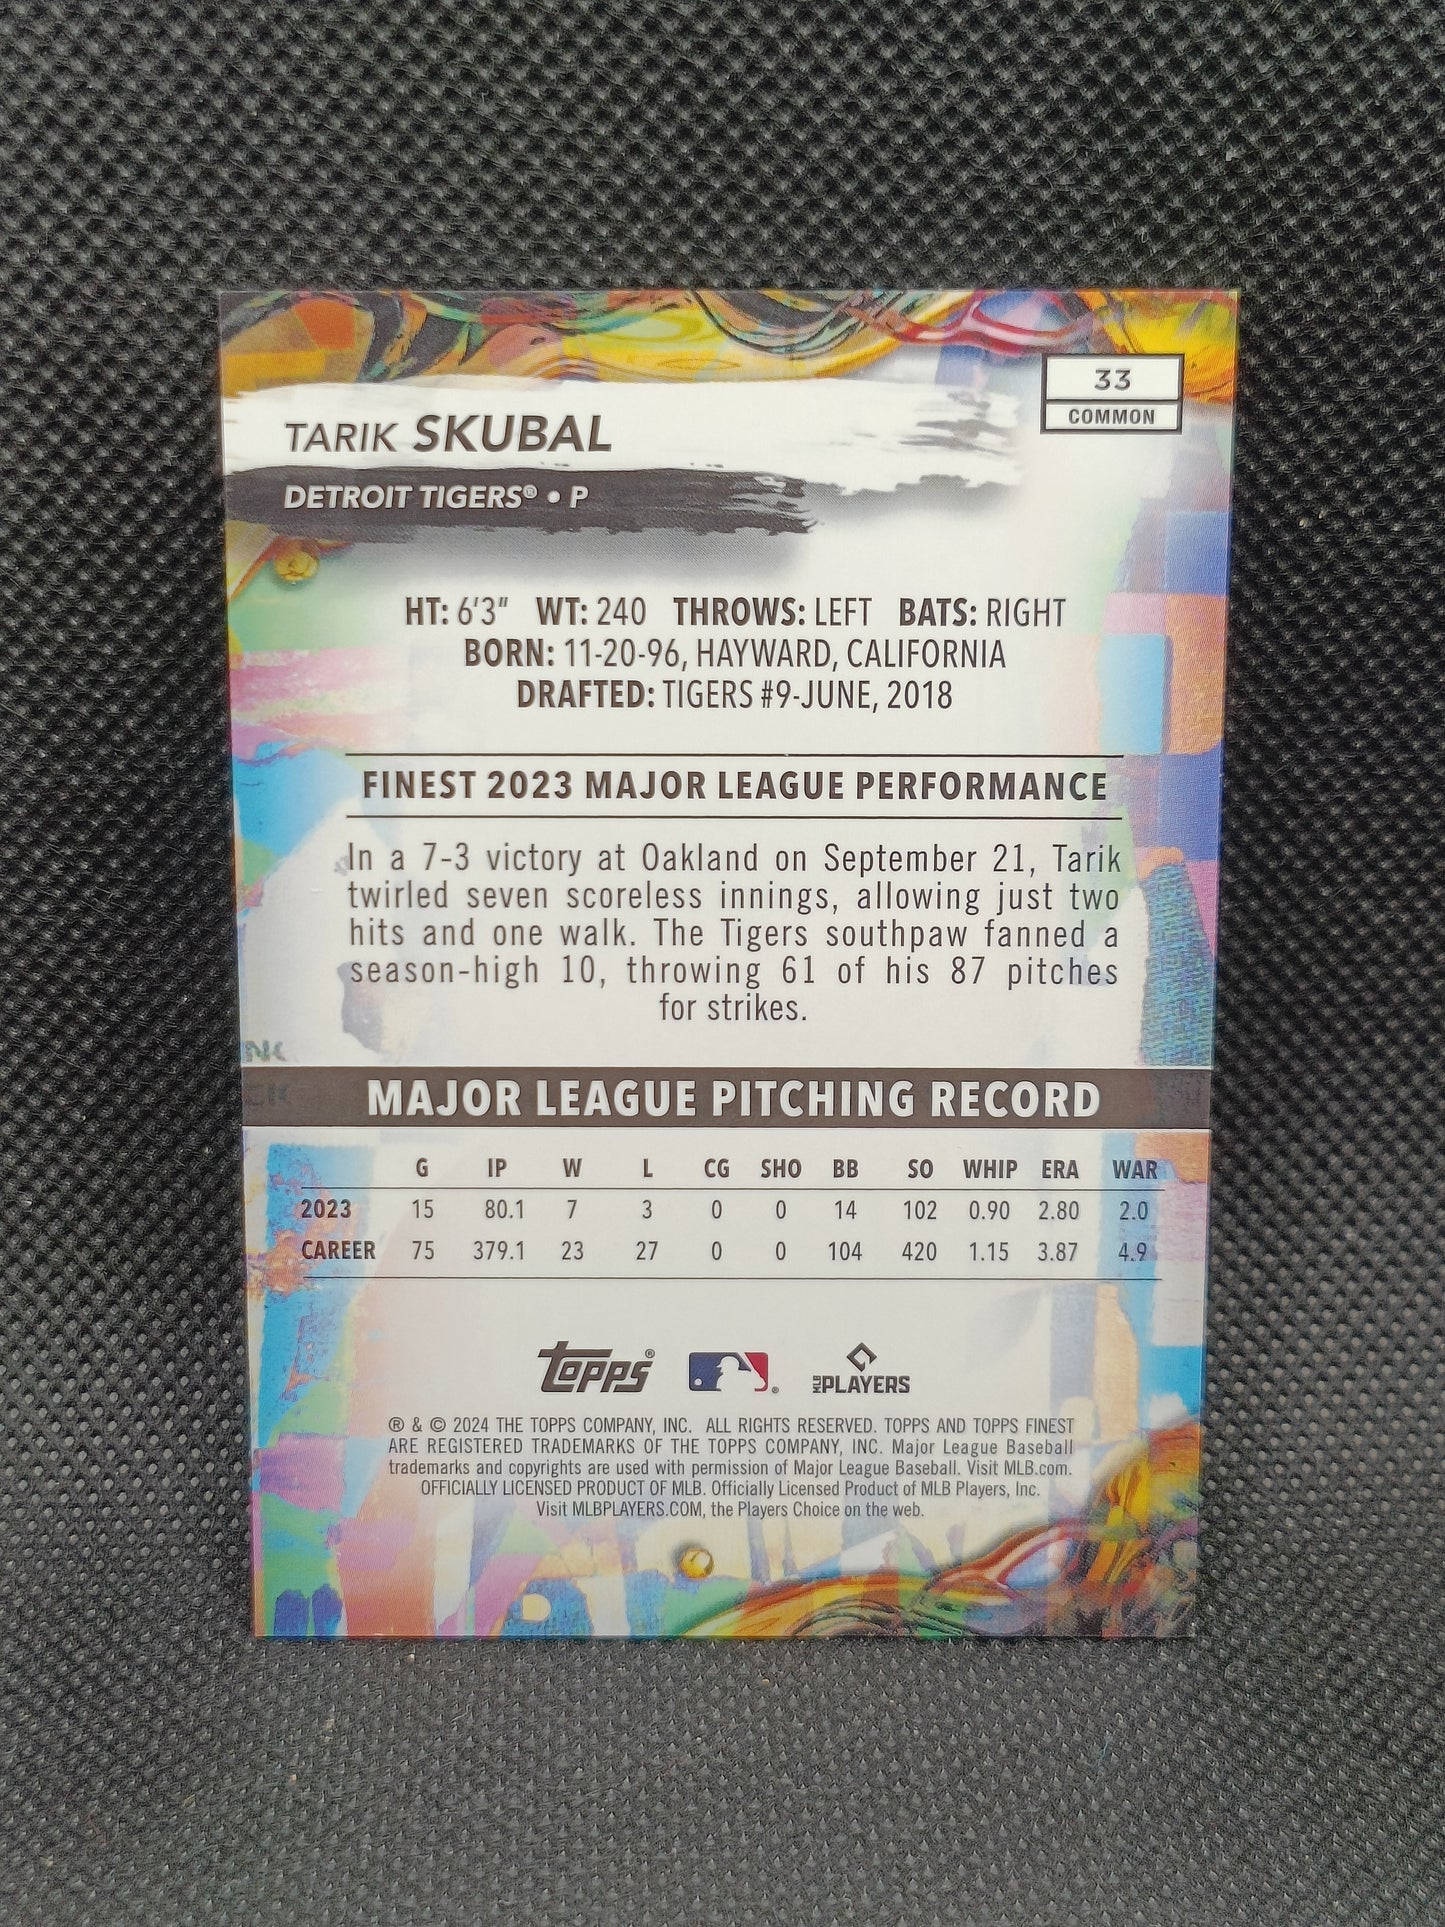 33
COMMON
TARIK SKUBAL
DETROIT TIGERS® • P
HT: 6'3" WT: 240 THROWS: LEFT BATS: RIGHT
BORN: 11-20-96, HAYWARD, CALIFORNIA
DRAFTED: TIGERS #9-JUNE, 2018
FINEST 2023 MAJOR LEAGUE PERFORMANCE
In a 7-3 victory at Oakland on September 21, Tarik
twirled seven scoreless innings, allowing just two
hits and one walk. The Tigers southpaw fanned a
season-high 10, throwing 61 of his 87 pitches
for strikes.
MAJOR LEAGUE PITCHING RECORD
G IP W L CG SHO BB SO WHIP ERA WAR
2023 15 80.1 7 3 0 0 14 102 0.90 2.80 2.0
CAREER 75 379.1 23 27 0 0 104 420 1.15 3.87 4.9
topps® ® MLB PLAYERS
® & © 2024 THE TOPPS COMPANY, INC. ALL RIGHTS RESERVED. TOPPS AND TOPPS FINEST
ARE REGISTERED TRADEMARKS OF THE TOPPS COMPANY, INC. Major League Baseball
trademarks and copyrights are used with permission of Major League Baseball. Visit MLB.com.
OFFICIALLY LICENSED PRODUCT OF MLB. Officially Licensed Product of MLB Players, Inc.
Visit MLBPLAYERS.COM, the Players Choice on the web.